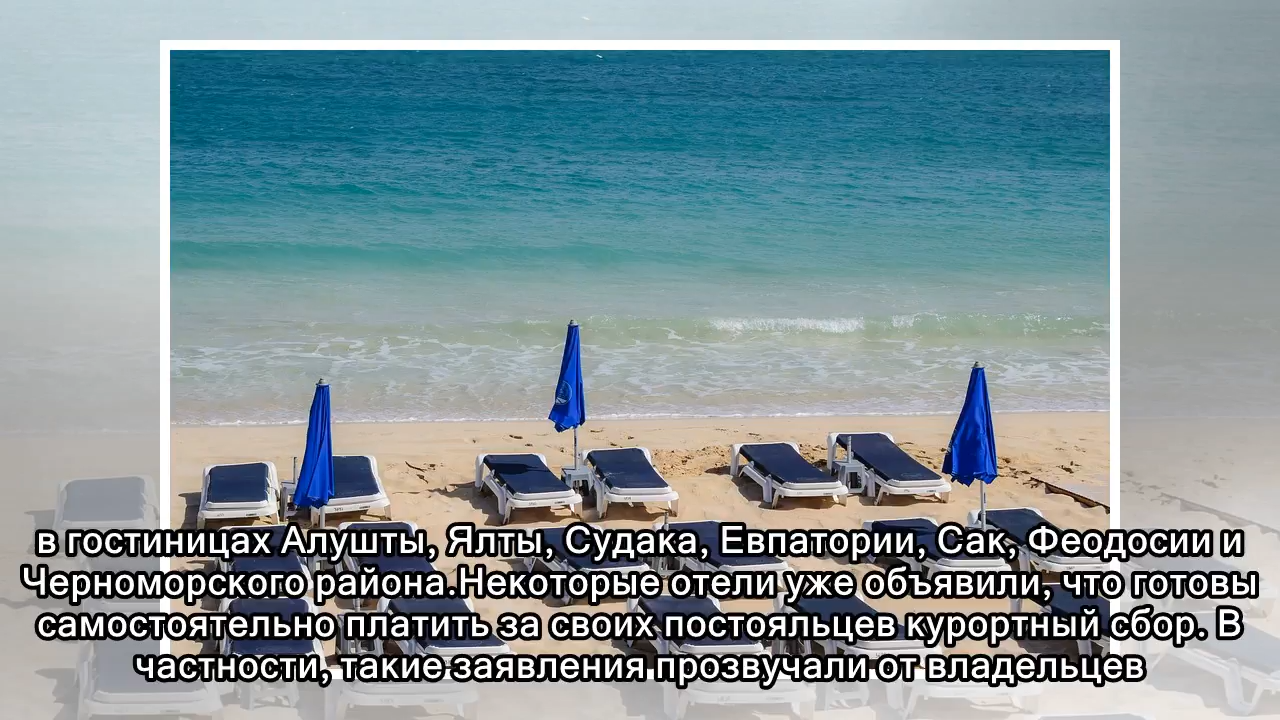 в гостиницах Алушты, Ялты, Судака, Евпатории, Сак, Феодосии и
Черноморского района.Некоторые отели уже объявили, что готовы
самостоятельно платить за своих постояльцев курортный сбор. В
частности, такие заявления прозвучали от владельцев